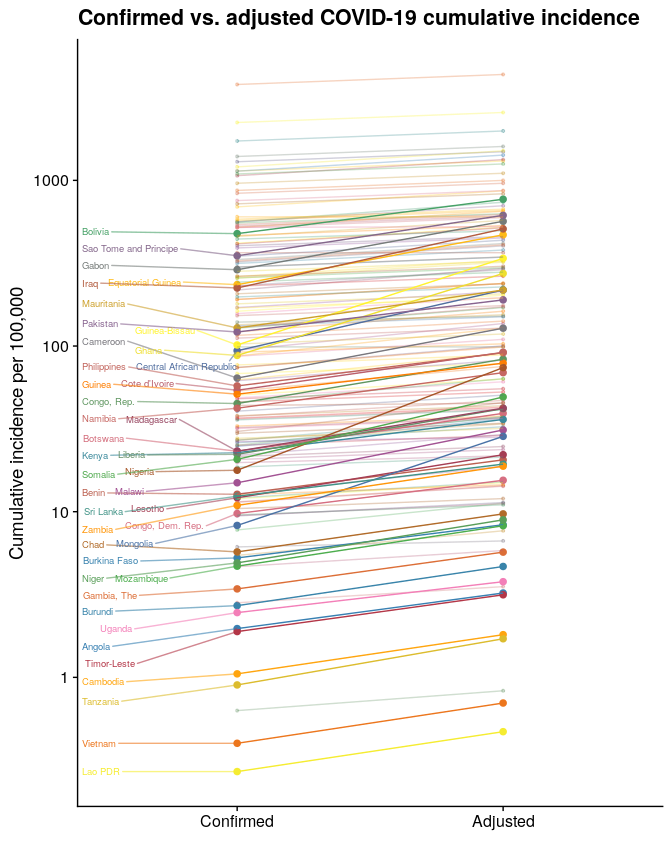 Confirmed vs. adjusted COVID-19 cumulative incidence
Cumulative incidence per 100,000
1000
100
10
1
Bolivia
Sao Tome and Principe
Gabon
Iraq
Equatorial Guinea
Mauritania
Pakistan
Guinea-Bissau
Cameroon
Ghana
Central African Republic
Philippines
Guinea
Cote d'Ivoire
Congo, Rep.
Namibia
Madagascar
Botswana
Kenya
Liberia
Somalia
Nigeria
Benin
Malawi
Sri Lanka
Lesotho
Zambia
Congo, Dem. Rep.
Chad
Mongolia
Burkina Faso
Niger
Mozambique
Gambia, The
Burundi
Uganda
Angola
Timor-Leste
Cambodia
Tanzania
Vietnam
Lao PDR
Confirmed
Adjusted